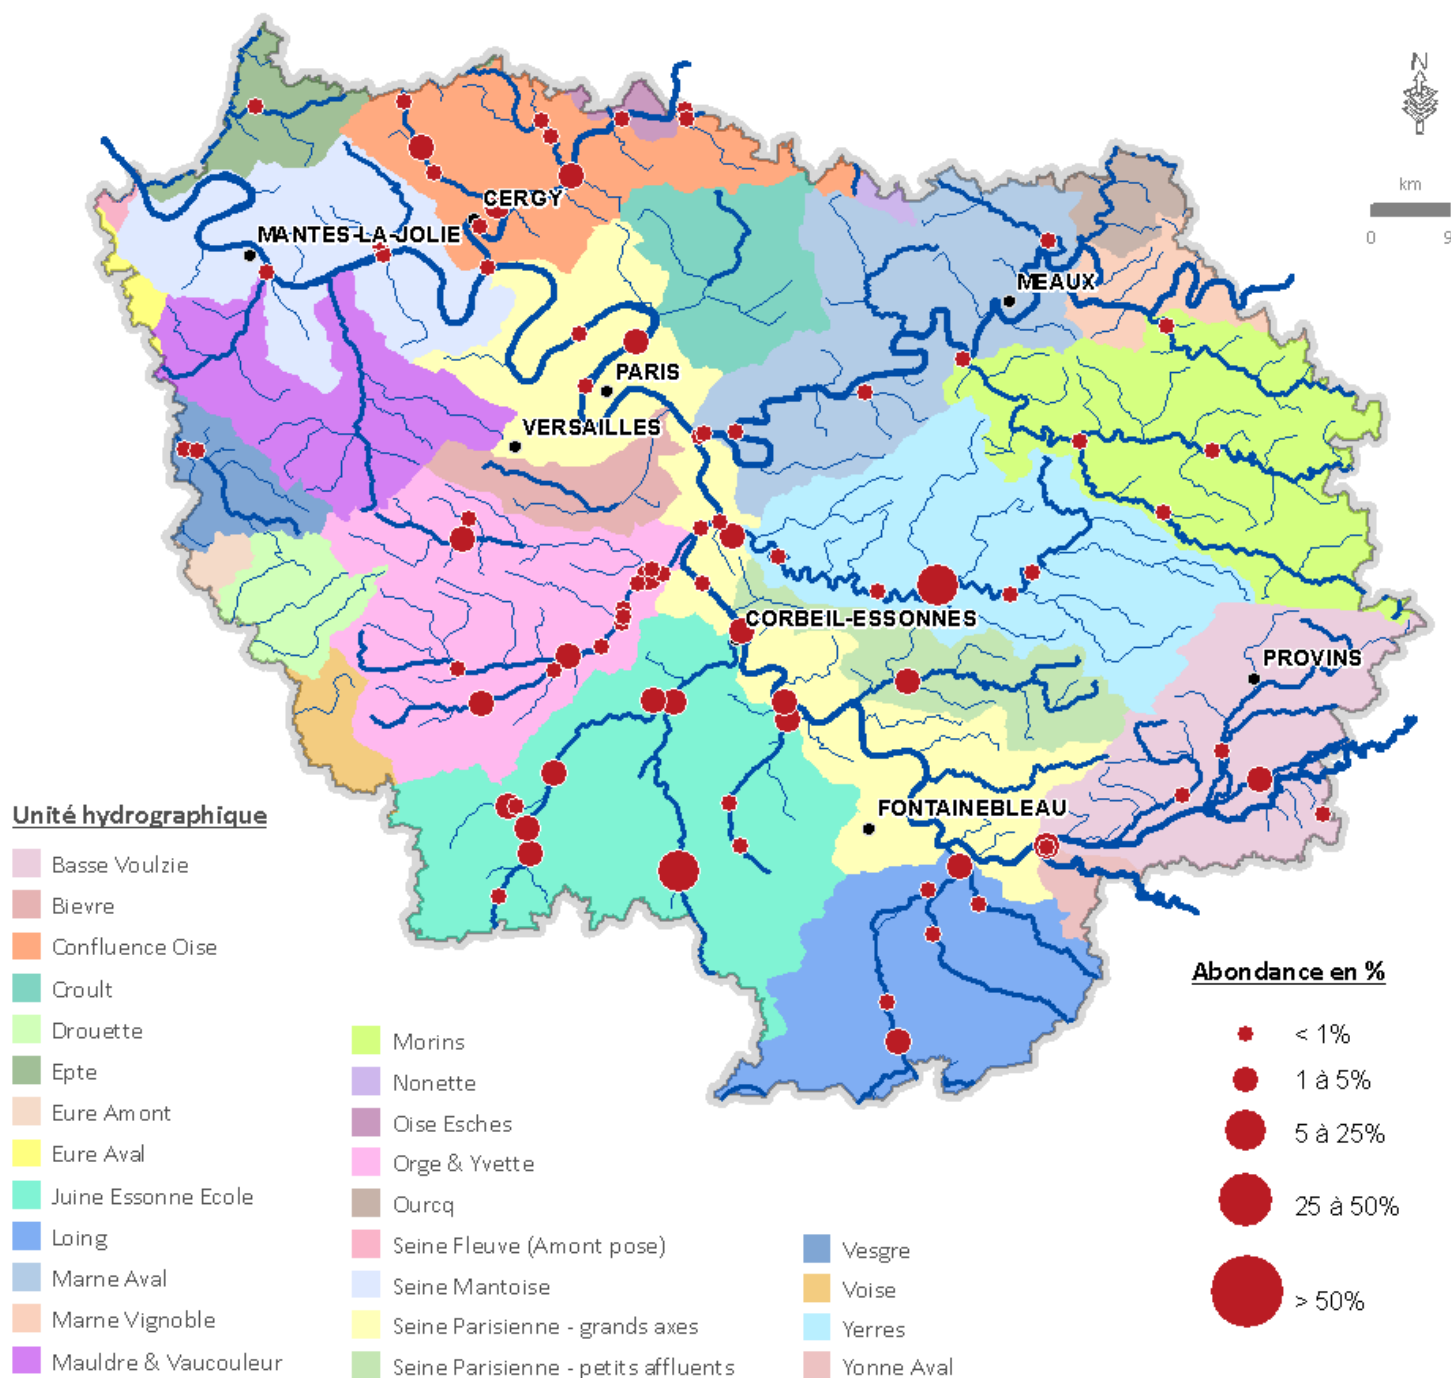 N
km
0 9
CERGY
MANTES-LA-JOLIE
MEAUX
PARIS
VERSAILLES
CORBEIL-ESSONNES
PROVINS
FONTAINEBLEAU
Unité hydrographique
Basse Voulzie
Bievre
Confluence Oise
Croult
Drouette
Epte
Eure Amont
Eure Aval
Juine Essonne Ecole
Loing
Marne Aval
Marne Vignoble
Mauldre & Vaucouleur
Morins
Nonette
Oise Esches
Orge & Yvette
Ourcq
Seine Fleuve (Amont pose)
Seine Mantoise
Seine Parisienne - grands axes
Seine Parisienne - petits affluents
Vesgre
Voise
Yerres
Yonne Aval
Abondance en %
< 1%
1 à 5%
5 à 25%
25 à 50%
> 50%